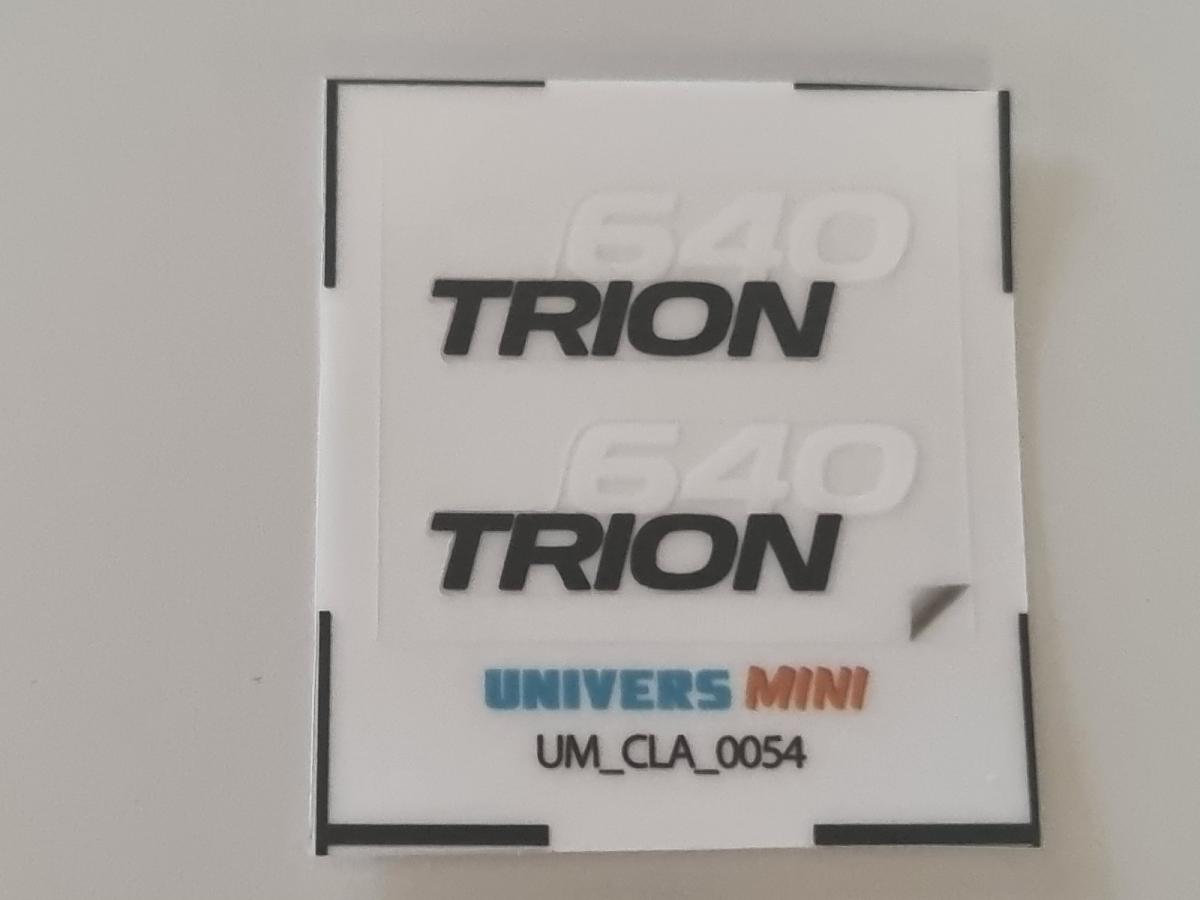 640
TRION
640
TRION
UNIVERS MINI
UM_CLA_0054